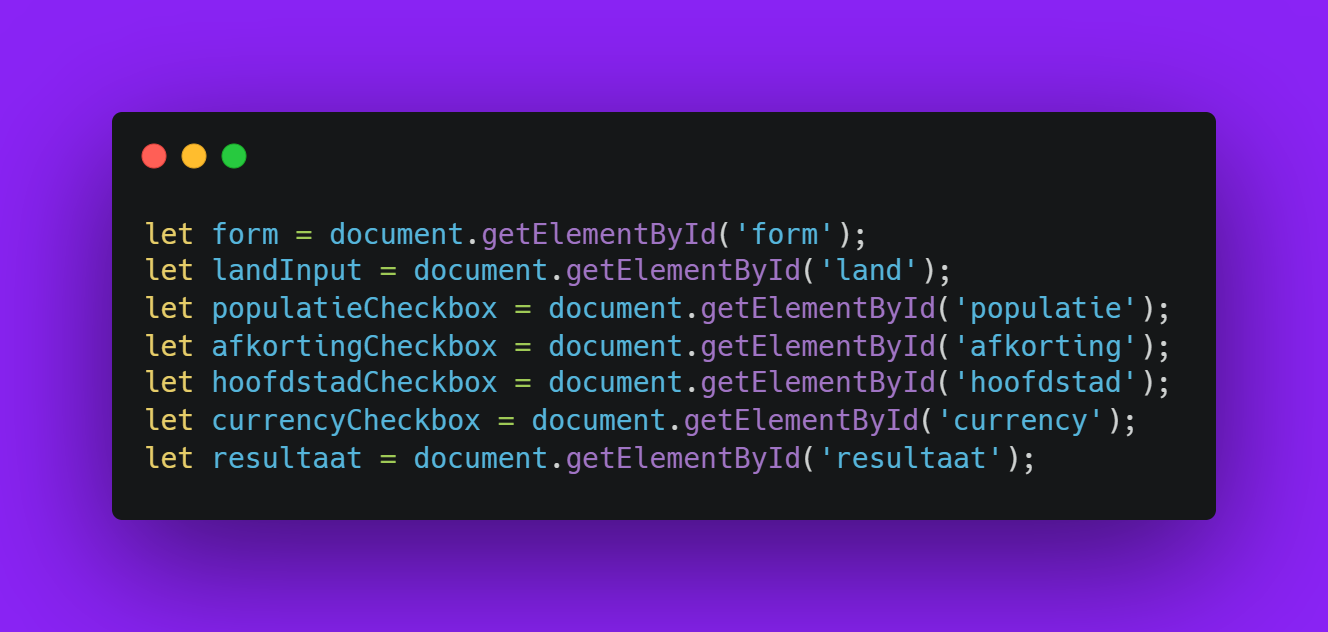 let form = document.getElementById('form');
let landInput = document.getElementById('land');
let populatieCheckbox = document.getElementById('populatie');
let afkortingCheckbox = document.getElementById('afkorting');
let hoofdstadCheckbox = document.getElementById('hoofdstad');
let currencyCheckbox = document.getElementById('currency');
let resultaat = document.getElementById('resultaat');